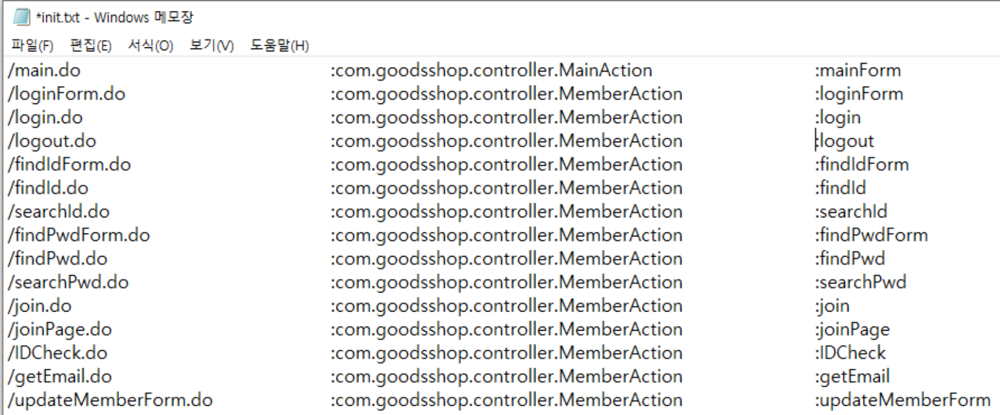 *init.txt - Windows 메모장
파일(F) 편집(E) 서식(O) 보기(V) 도움말(H)
/main.do :com.goodsshop.controller.MainAction :mainForm
/loginForm.do :com.goodsshop.controller.MemberAction :loginForm
/login.do :com.goodsshop.controller.MemberAction :login
/logout.do :com.goodsshop.controller.MemberAction :logout
/findIdForm.do :com.goodsshop.controller.MemberAction :findIdForm
/findId.do :com.goodsshop.controller.MemberAction :findId
/searchId.do :com.goodsshop.controller.MemberAction :searchId
/findPwdForm.do :com.goodsshop.controller.MemberAction :findPwdForm
/findPwd.do :com.goodsshop.controller.MemberAction :findPwd
/searchPwd.do :com.goodsshop.controller.MemberAction :searchPwd
/join.do :com.goodsshop.controller.MemberAction :join
/joinPage.do :com.goodsshop.controller.MemberAction :joinPage
/IDCheck.do :com.goodsshop.controller.MemberAction :IDCheck
/getEmail.do :com.goodsshop.controller.MemberAction :getEmail
/updateMemberForm.do :com.goodsshop.controller.MemberAction :updateMemberForm